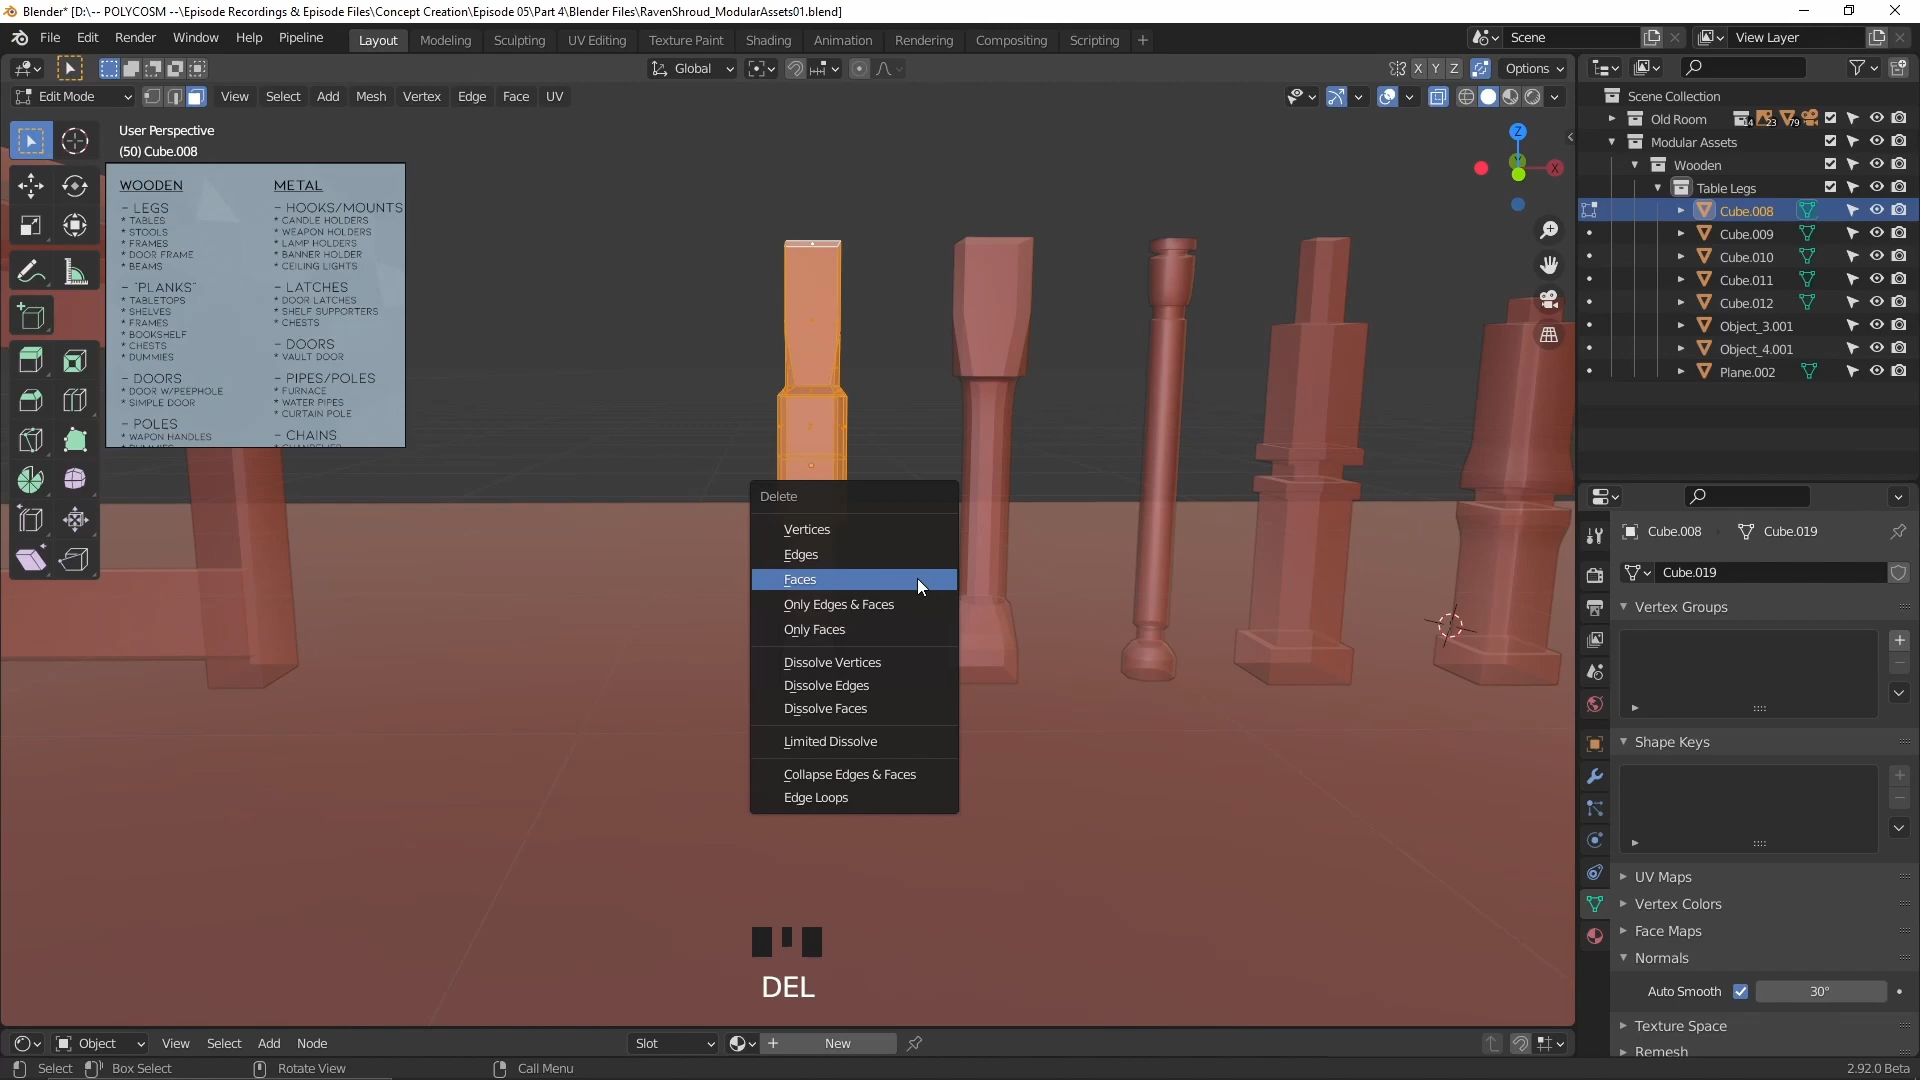 Blender* [D:\-- POLYCOSM --\Episode Recordings & Episode Files\Concept Creation\Episode 05\Part 4\Blender Files\RavenShroud_ModularAssets01.blend]
File Edit Render Window Help Pipeline Layout Modeling Sculpting UV Editing Texture Paint Shading Animation Rendering Compositing Scripting + Scene View Layer
Global X Y Z Options
Edit Mode View Select Add Mesh Vertex Edge Face UV
User Perspective
(50) Cube.008
WOODEN
- LEGS
* TABLES
* STOOLS
* FRAMES
* DOOR FRAME
* BEAMS
- "PLANKS"
* TABLETOPS
* SHELVES
* FRAMES
* BOOKSHELF
* CHESTS
* DUMMIES
- DOORS
* DOOR W/PEEPHOLE
* SIMPLE DOOR
- POLES
* WAPON HANDLES
METAL
- HOOKS/MOUNTS
* CANDLE HOLDERS
* WEAPON HOLDERS
* LAMP HOLDERS
* BANNER HOLDER
* CEILING LIGHTS
- LATCHES
* DOOR LATCHES
* SHELF SUPPORTERS
* CHESTS
- DOORS
* VAULT DOOR
- PIPES/POLES
* FURNACE
* WATER PIPES
* CURTAIN POLE
- CHAINS
Z
X
Delete
Vertices
Edges
Faces
Only Edges & Faces
Only Faces
Dissolve Vertices
Dissolve Edges
Dissolve Faces
Limited Dissolve
Collapse Edges & Faces
Edge Loops
DEL
Scene Collection
Old Room 14 23 79
Modular Assets
Wooden
Table Legs
Cube.008
Cube.009
Cube.010
Cube.011
Cube.012
Object_3.001
Object_4.001
Plane.002
Cube.008 Cube.019
Cube.019
Vertex Groups
Shape Keys
UV Maps
Vertex Colors
Face Maps
Normals
Auto Smooth 30°
Texture Space
Remesh
Object View Select Add Node Slot New
Select Box Select Rotate View Call Menu 2.92.0 Beta